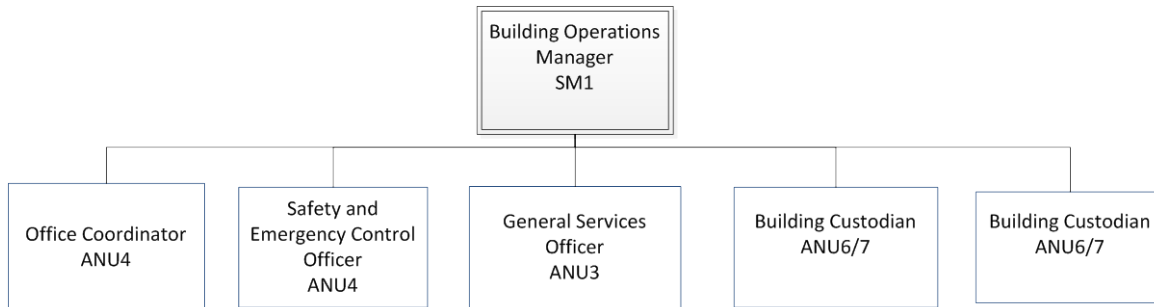 Building Operations
Manager
SM1
Office Coordinator
ANU4
Safety and
Emergency Control
Officer
ANU4
General Services
Officer
ANU3
Building Custodian
ANU6/7
Building Custodian
ANU6/7